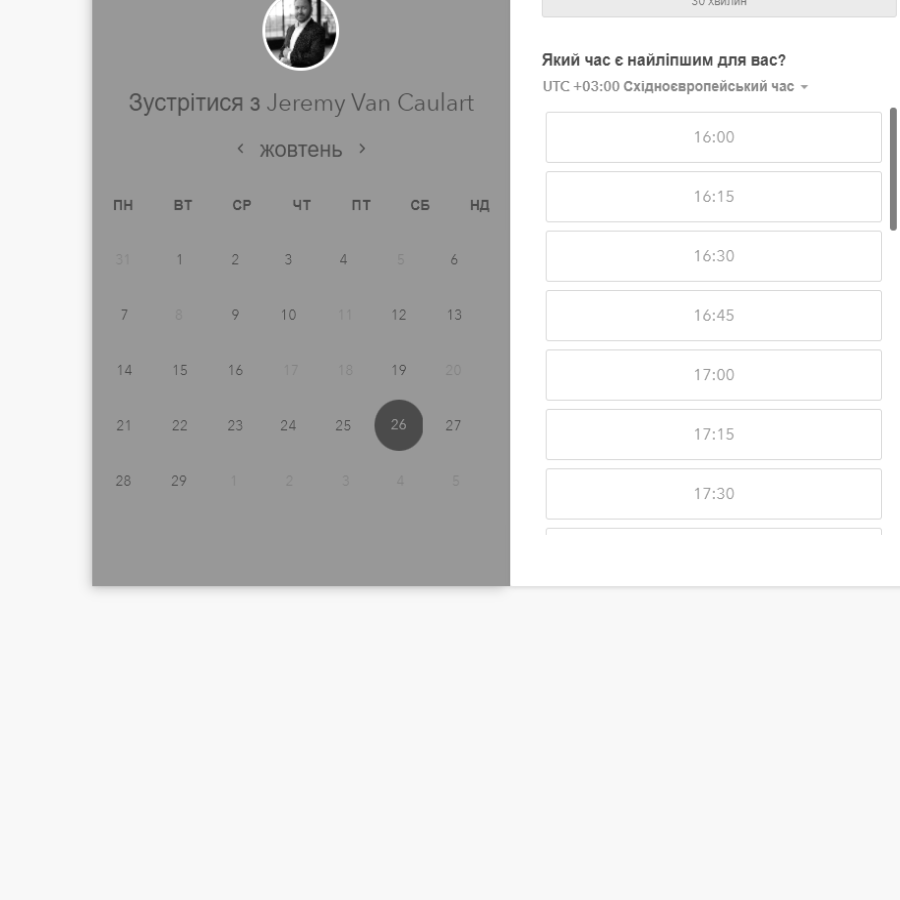 Зустрітися з Jeremy Van Caulart
жовтень
ПН ВТ СР ЧТ ПТ СБ НД
31 1 2 3 4 5 6
7 8 9 10 11 12 13
14 15 16 17 18 19 20
21 22 23 24 25 26 27
28 29 1 2 3 4 5
30 хвилин
Який час є найліпшим для вас?
UTC +03:00 Східноєвропейський час
16:00
16:15
16:30
16:45
17:00
17:15
17:30